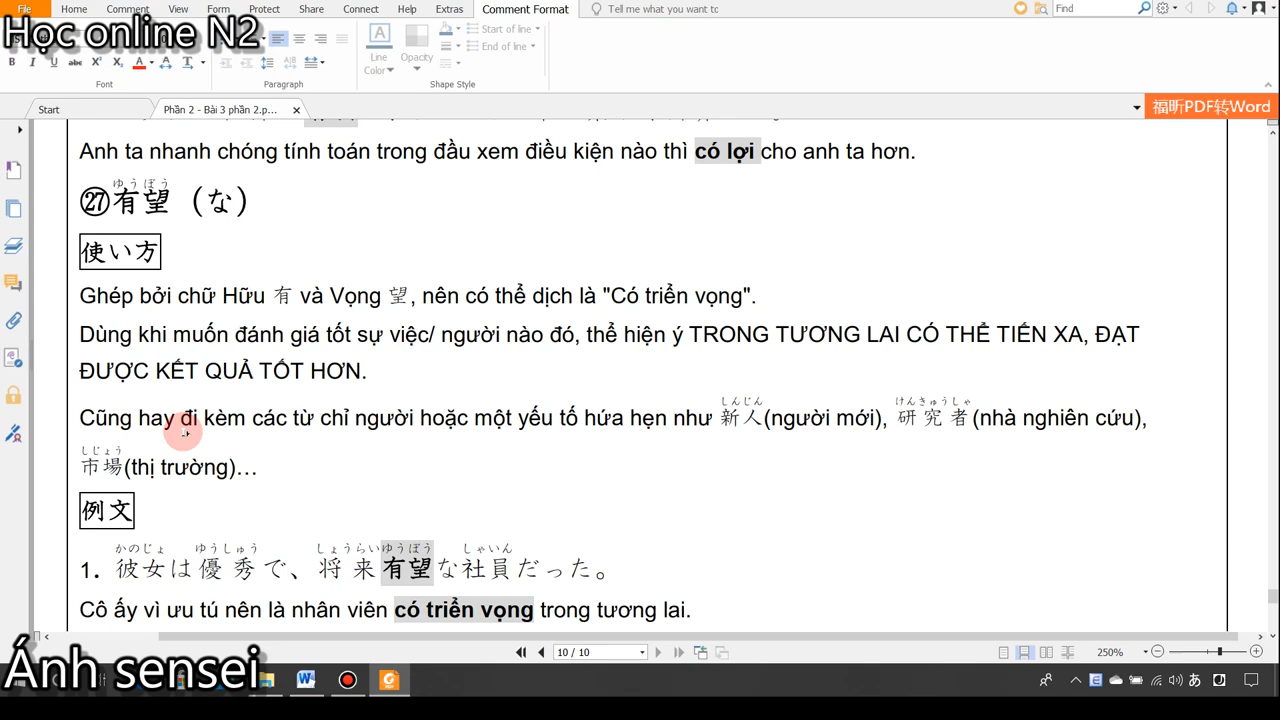 File Home Comment View Form Protect Share Connect Help Extras Comment Format Tell me what you want to Find
Học online N2
Line Color Opacity Start of line End of line
Font Paragraph Shape Style
Start Phần 2 - Bài 3 phần 2.p... 福昕PDF转Word
Anh ta nhanh chóng tính toán trong đầu xem điều kiện nào thì có lợi cho anh ta hơn.
ゆうぼう
㉗有望（な）
使い方
Ghép bởi chữ Hữu 有 và Vọng 望, nên có thể dịch là "Có triển vọng".
Dùng khi muốn đánh giá tốt sự việc/ người nào đó, thể hiện ý TRONG TƯƠNG LAI CÓ THỂ TIẾN XA, ĐẠT
ĐƯỢC KẾT QUẢ TỐT HƠN.
しんじん けんきゅうしゃ
Cũng hay đi kèm các từ chỉ người hoặc một yếu tố hứa hẹn như 新人(người mới), 研究者(nhà nghiên cứu),
しじょう
市場(thị trường)…
例文
かのじょ ゆうしゅう しょうらいゆうぼう しゃいん
1. 彼女は優秀で、将来有望な社員だった。
Cô ấy vì ưu tú nên là nhân viên có triển vọng trong tương lai.
10 / 10 250%
Ánh sensei